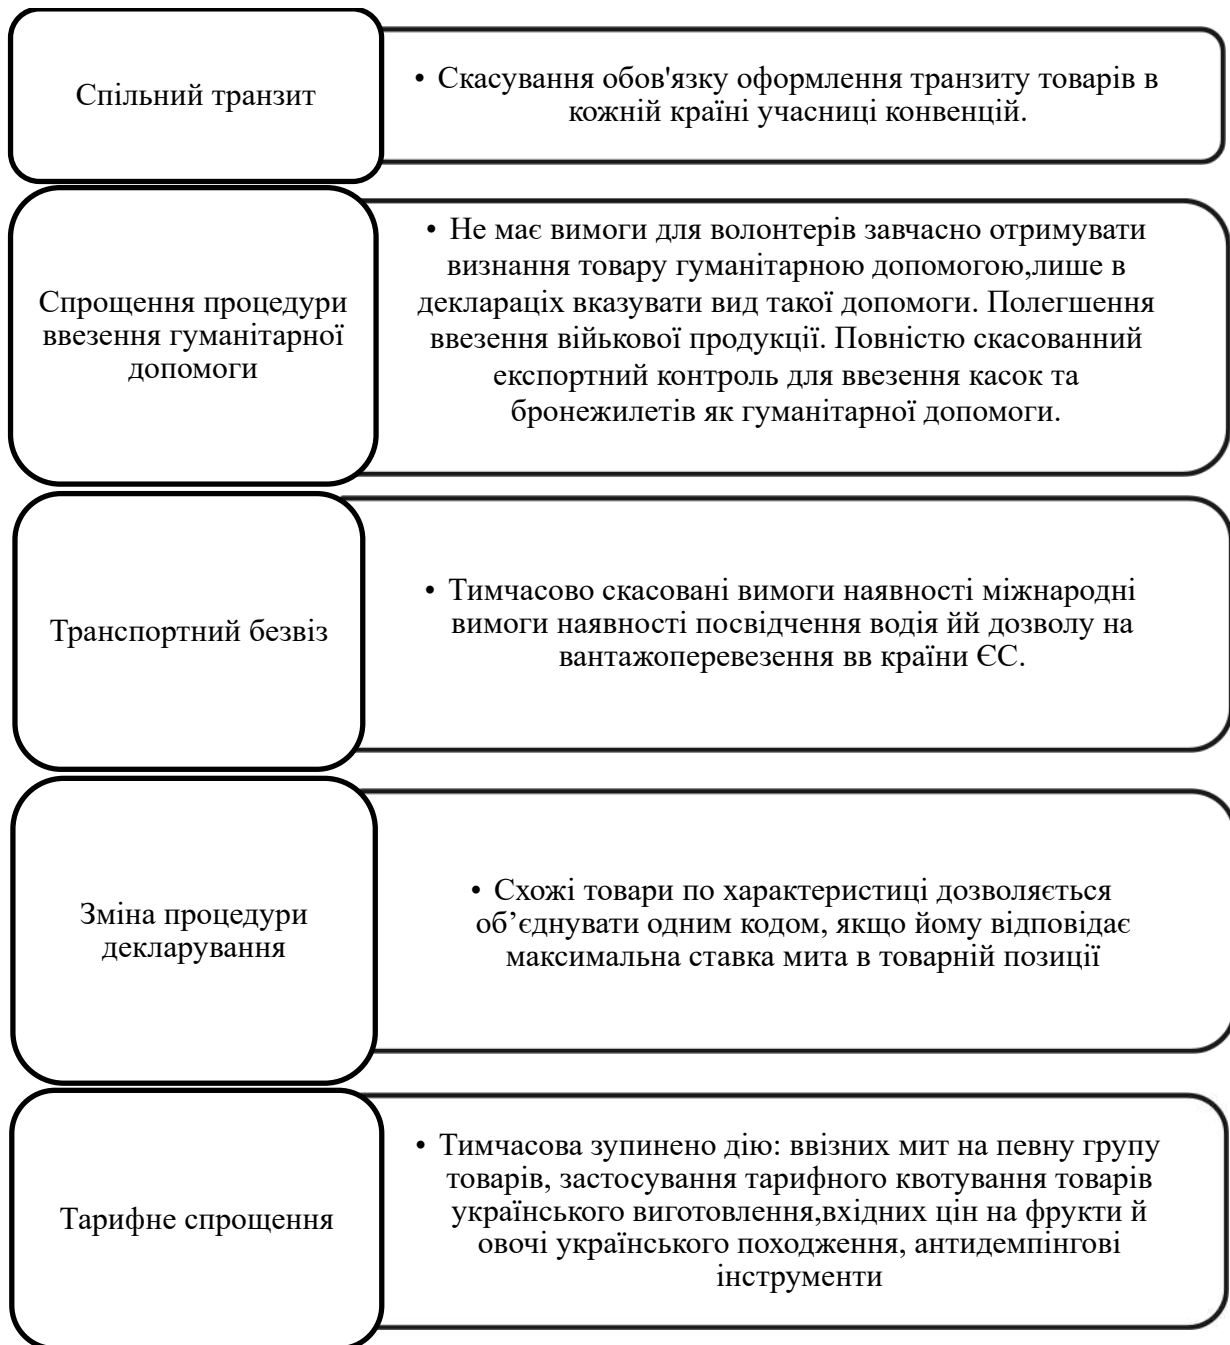 Спільний транзит
• Скасування обов'язку оформлення транзиту товарів в
кожній країні учасниці конвенцій.
Спрощення процедури
ввезення гуманітарної
допомоги
• Не має вимоги для волонтерів завчасно отримувати
визнання товару гуманітарною допомогою,лише в
деклараціх вказувати вид такої допомоги. Полегшення
ввезення військової продукції. Повністю скасованний
експортний контроль для ввезення касок та
бронежилетів як гуманітарної допомоги.
Транспортний безвіз
• Тимчасово скасовані вимоги наявності міжнародні
вимоги наявності посвідчення водія йй дозволу на
вантажоперевезення вв країни ЄС.
Зміна процедури
декларування
• Схожі товари по характеристиці дозволяється
об’єднувати одним кодом, якщо йому відповідає
максимальна ставка мита в товарній позиції
Тарифне спрощення
• Тимчасова зупинено дію: ввізних мит на певну групу
товарів, застосування тарифного квотування товарів
українського виготовлення,вхідних цін на фрукти й
овочі українського походження, антидемпінгові
інструменти